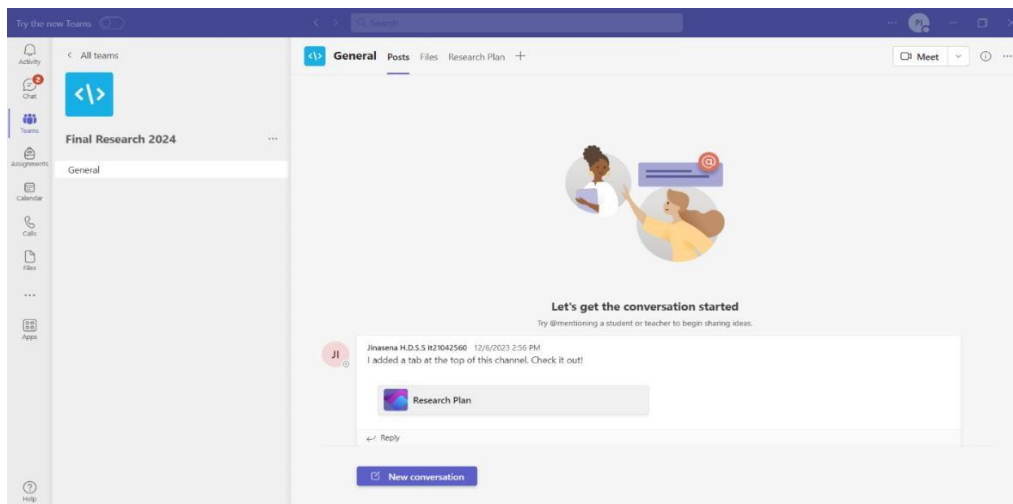 Try the new Teams
Search
PI
Activity
2
Chat
Teams
Assignments
Calendar
Calls
Files
Apps
Help
All teams
</>
Final Research 2024
General
</>
General Posts Files Research Plan
Meet
@
Let's get the conversation started
Try @mentioning a student or teacher to begin sharing ideas.
JI
Jinasena H.D.S.S it21042560 12/6/2023 2:56 PM
I added a tab at the top of this channel. Check it out!
Research Plan
Reply
New conversation